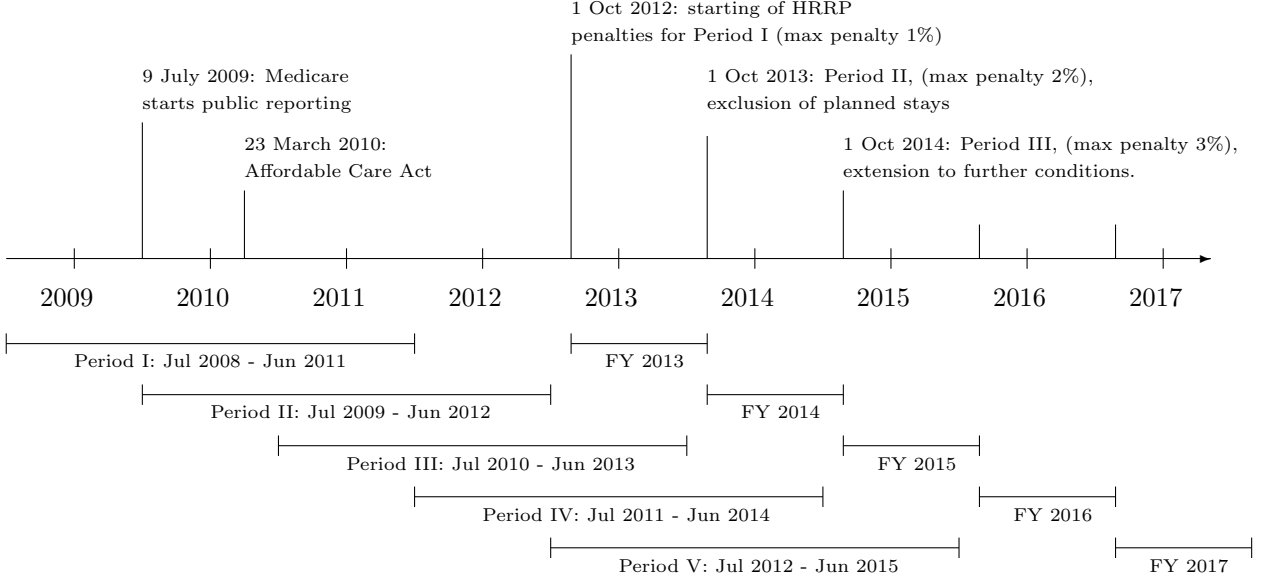 1 Oct 2012: starting of HRRP
penalties for Period I (max penalty 1%)
9 July 2009: Medicare
starts public reporting
1 Oct 2013: Period II, (max penalty 2%),
exclusion of planned stays
23 March 2010:
Affordable Care Act
1 Oct 2014: Period III, (max penalty 3%),
extension to further conditions.
2009 2010 2011 2012 2013 2014 2015 2016 2017
Period I: Jul 2008 - Jun 2011
FY 2013
Period II: Jul 2009 - Jun 2012
FY 2014
Period III: Jul 2010 - Jun 2013
FY 2015
Period IV: Jul 2011 - Jun 2014
FY 2016
Period V: Jul 2012 - Jun 2015
FY 2017